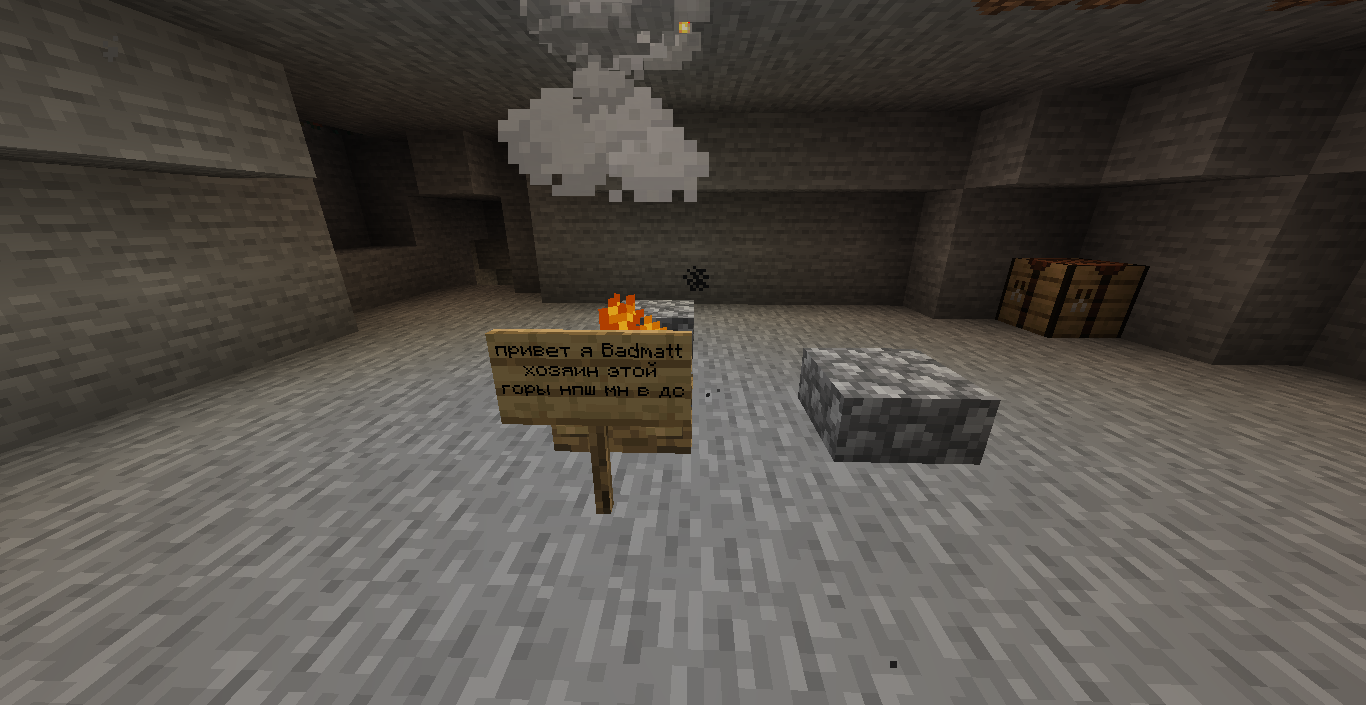 привет я Badmatt
хозяин этой
горы нпш мн в дс